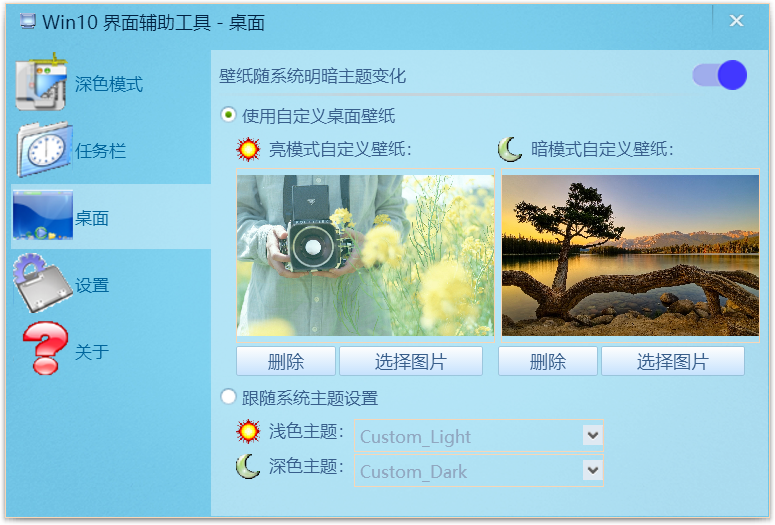 Win10 界面辅助工具 - 桌面
深色模式
任务栏
桌面
设置
关于
壁纸随系统明暗主题变化
使用自定义桌面壁纸
亮模式自定义壁纸： 暗模式自定义壁纸：
删除 选择图片 删除 选择图片
跟随系统主题设置
浅色主题： Custom_Light
深色主题： Custom_Dark